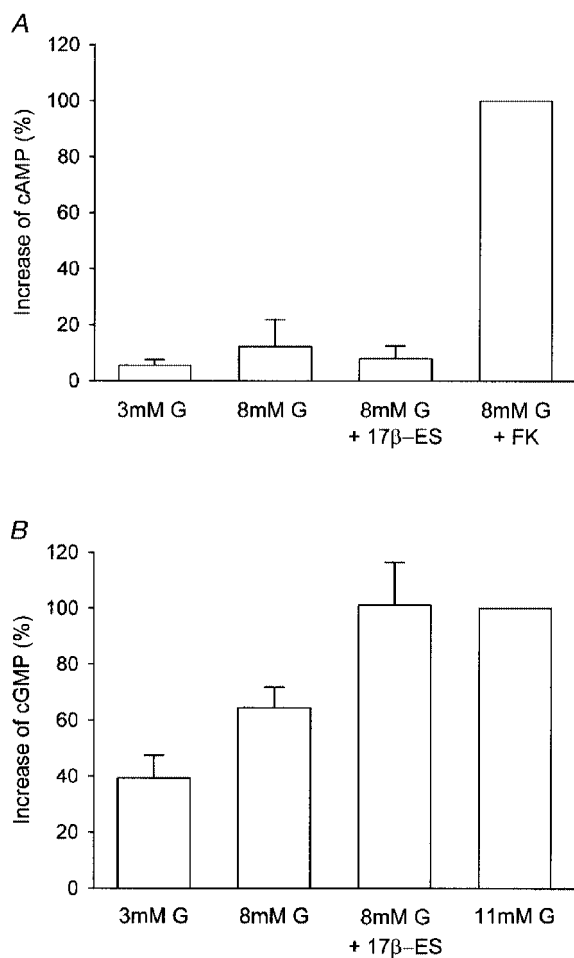 A
120
100
80
60
40
20
0
Increase of cAMP (%)
3mM G
8mM G
8mM G
+ 17β–ES
8mM G
+ FK
B
120
100
80
60
40
20
0
Increase of cGMP (%)
3mM G
8mM G
8mM G
+ 17β–ES
11mM G